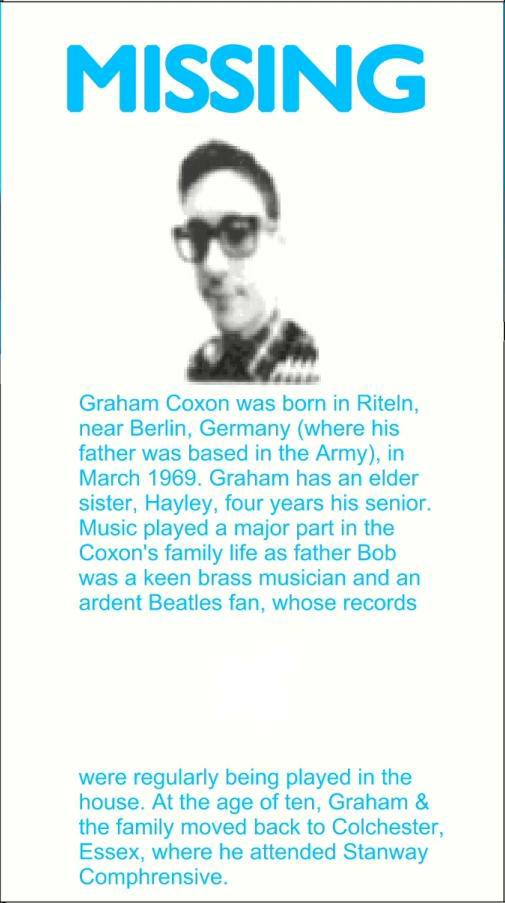 MISSING
Graham Coxon was born in Riteln,
near Berlin, Germany (where his
father was based in the Army), in
March 1969. Graham has an elder
sister, Hayley, four years his senior.
Music played a major part in the
Coxon's family life as father Bob
was a keen brass musician and an
ardent Beatles fan, whose records
were regularly being played in the
house. At the age of ten, Graham &
the family moved back to Colchester,
Essex, where he attended Stanway
Comphrensive.